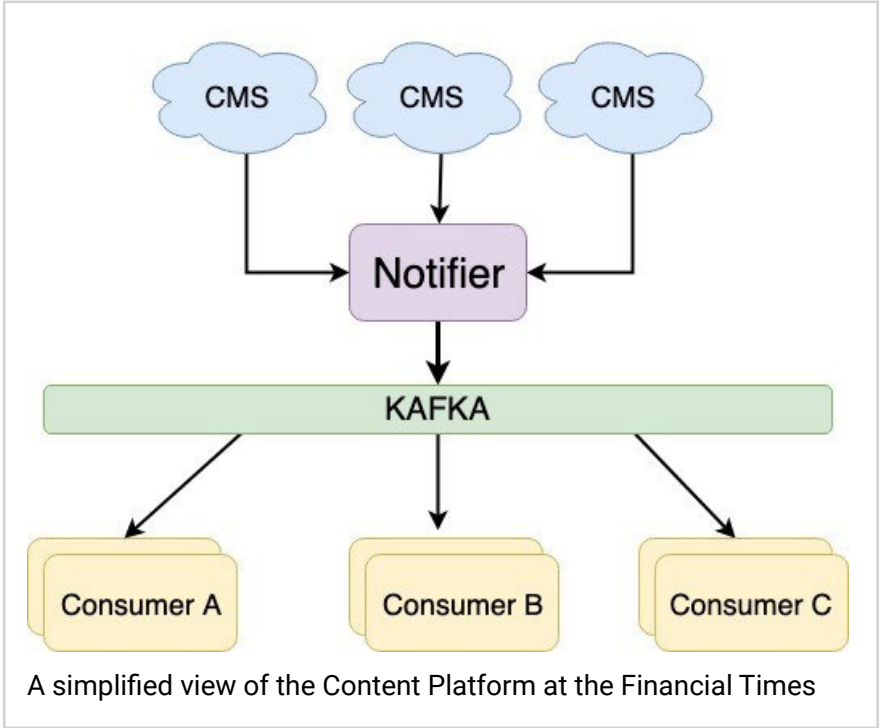 CMS
CMS
CMS
Notifier
KAFKA
Consumer A
Consumer B
Consumer C
A simplified view of the Content Platform at the Financial Times